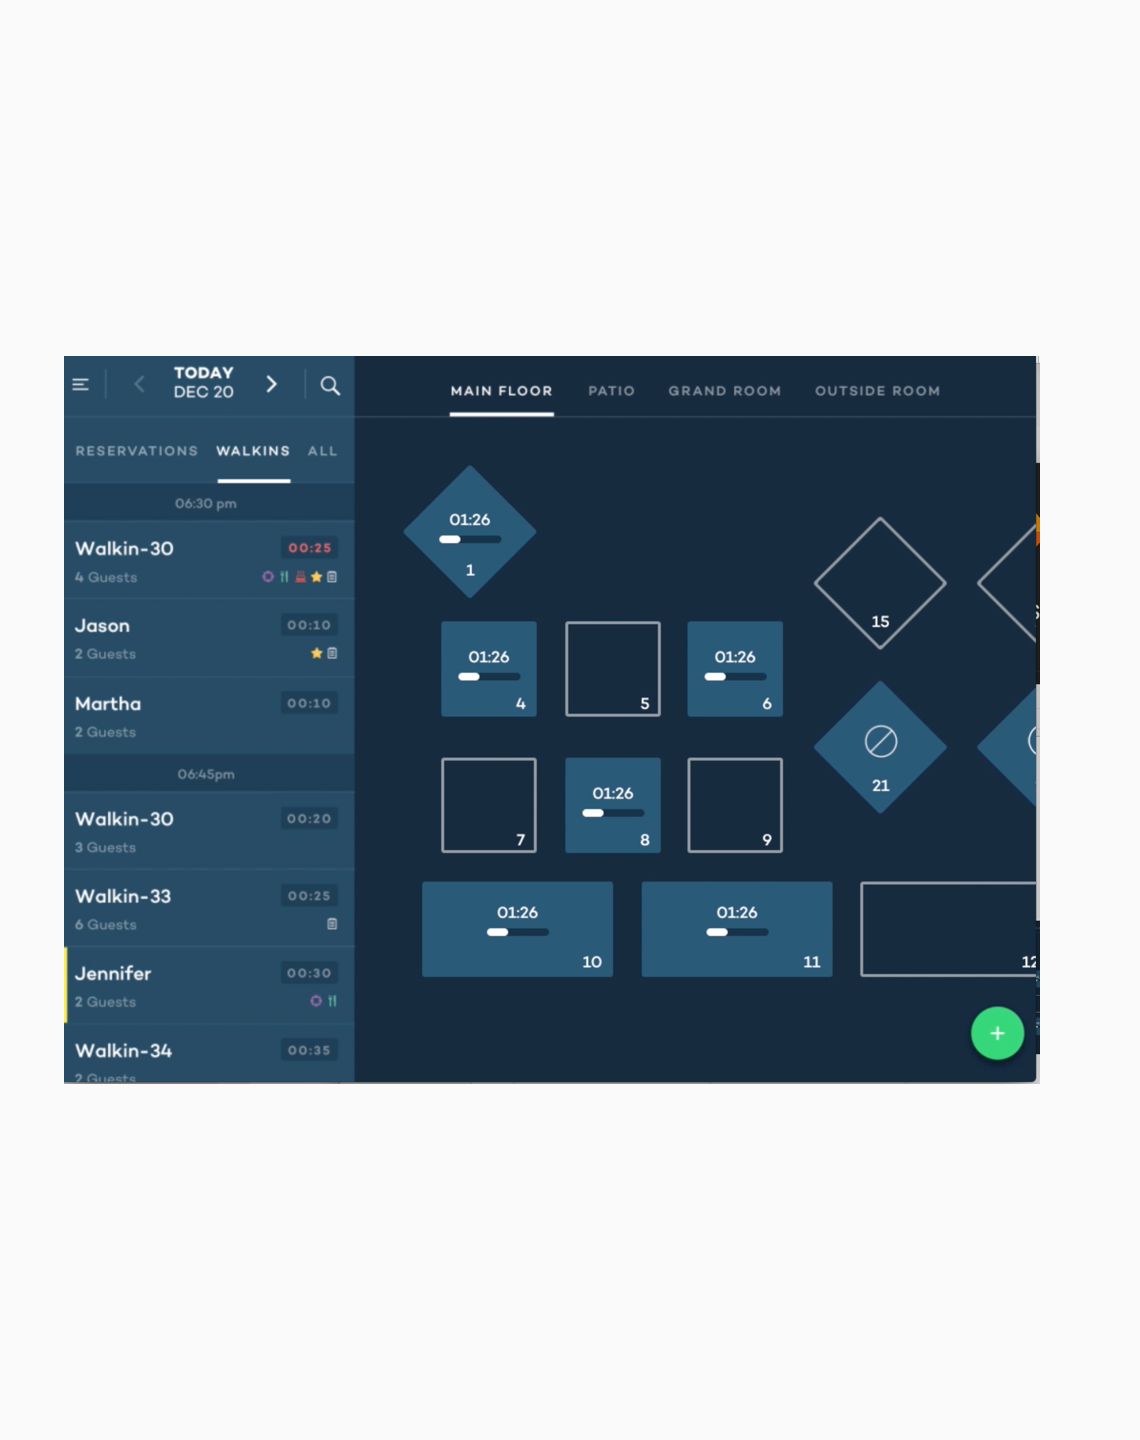 TODAY
DEC 20
RESERVATIONS WALKINS ALL
06:30 pm
Walkin-30 00:25
4 Guests
Jason 00:10
2 Guests
Martha 00:10
2 Guests
06:45pm
Walkin-30 00:20
3 Guests
Walkin-33 00:25
6 Guests
Jennifer 00:30
2 Guests
Walkin-34 00:35
2 Guests
MAIN FLOOR PATIO GRAND ROOM OUTSIDE ROOM
01:26
1
15
01:26
4
5
01:26
6
21
7
01:26
8
9
01:26
10
01:26
11
12